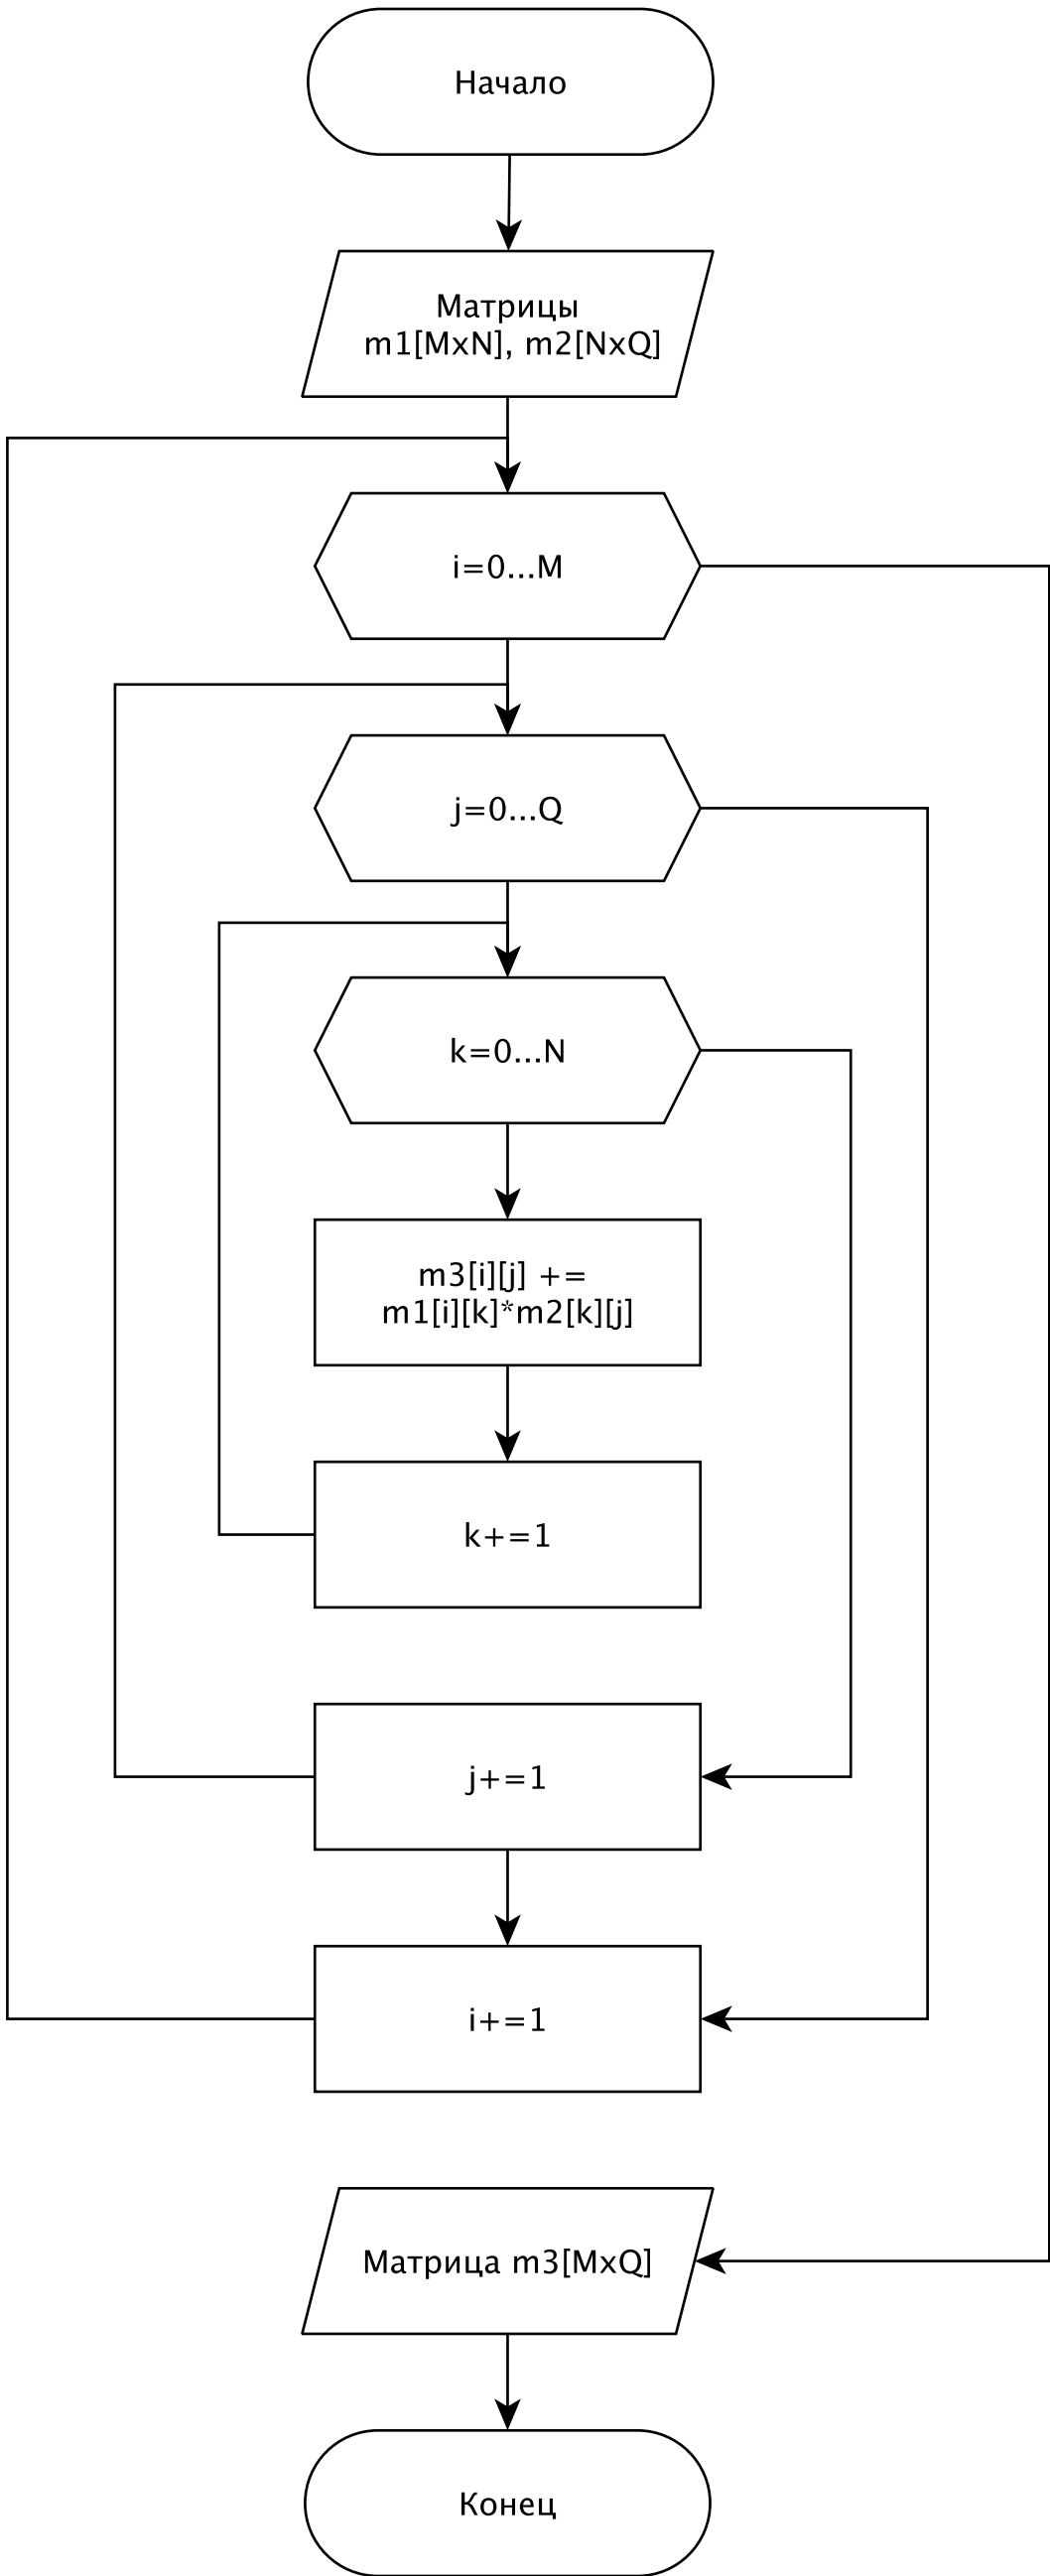 Начало
Матрицы
m1[MxN], m2[NxQ]
i=0...M
j=0...Q
k=0...N
m3[i][j] +=
m1[i][k]*m2[k][j]
k+=1
j+=1
i+=1
Матрица m3[MxQ]
Конец